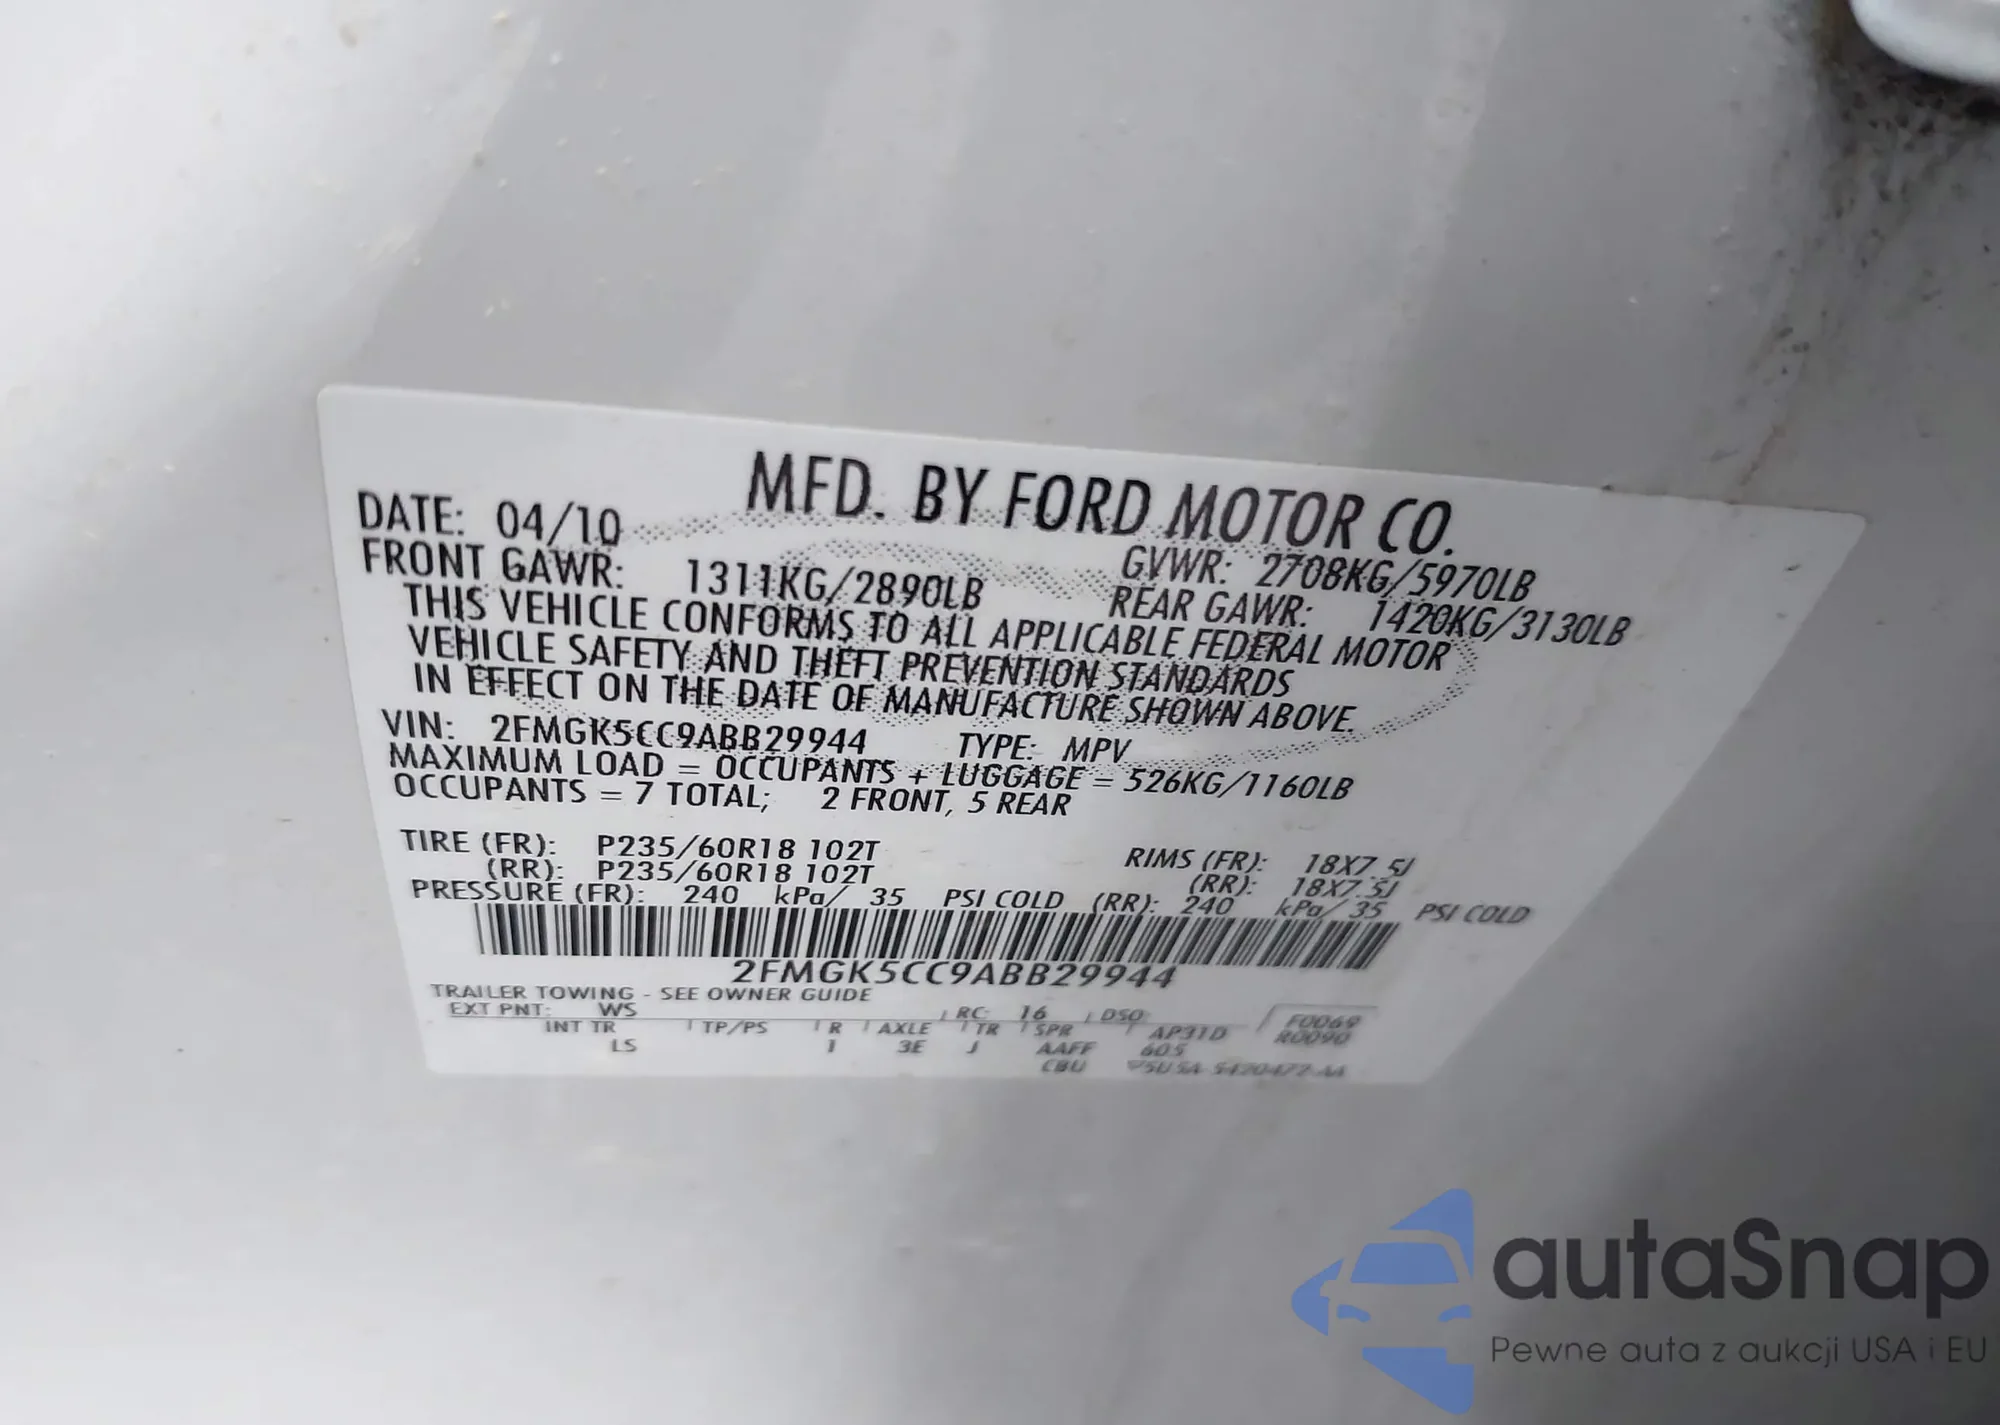 MFD. BY FORD MOTOR CO.
DATE: 04/10 GVWR: 2708KG/5970LB
FRONT GAWR: 1311KG/2890LB REAR GAWR: 1420KG/3130LB
THIS VEHICLE CONFORMS TO ALL APPLICABLE FEDERAL MOTOR
VEHICLE SAFETY AND THEFT PREVENTION STANDARDS
IN EFFECT ON THE DATE OF MANUFACTURE SHOWN ABOVE.
VIN: 2FMGK5CC9ABB29944 TYPE: MPV
MAXIMUM LOAD = OCCUPANTS + LUGGAGE = 526KG/1160LB
OCCUPANTS = 7 TOTAL; 2 FRONT, 5 REAR
TIRE (FR): P235/60R18 102T RIMS (FR): 18X7.5J
(RR): P235/60R18 102T (RR): 18X7.5J
PRESSURE (FR): 240 kPa/ 35 PSI COLD (RR): 240 kPa/ 35 PSI COLD
2FMGK5CC9ABB29944
TRAILER TOWING - SEE OWNER GUIDE
EXT PNT: WS RC: 16 DSO: F0069
INT TR TP/PS R AXLE TR SPR AP31D R0090
LS 1 3E J AAFF 605
CBU
autaSnap
Pewne auta z aukcji USA i EU